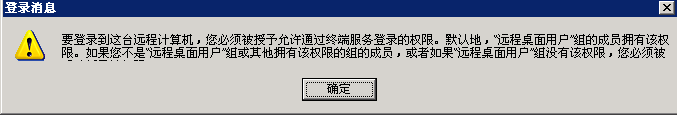 登录消息
要登录到这台远程计算机，您必须被授予允许通过终端服务登录的权限。默认地，“远程桌面用户”组的成员拥有该权
限。如果您不是“远程桌面用户”组或其他拥有该权限的组的成员，或者如果“远程桌面用户”组没有该权限，您必须被
确定